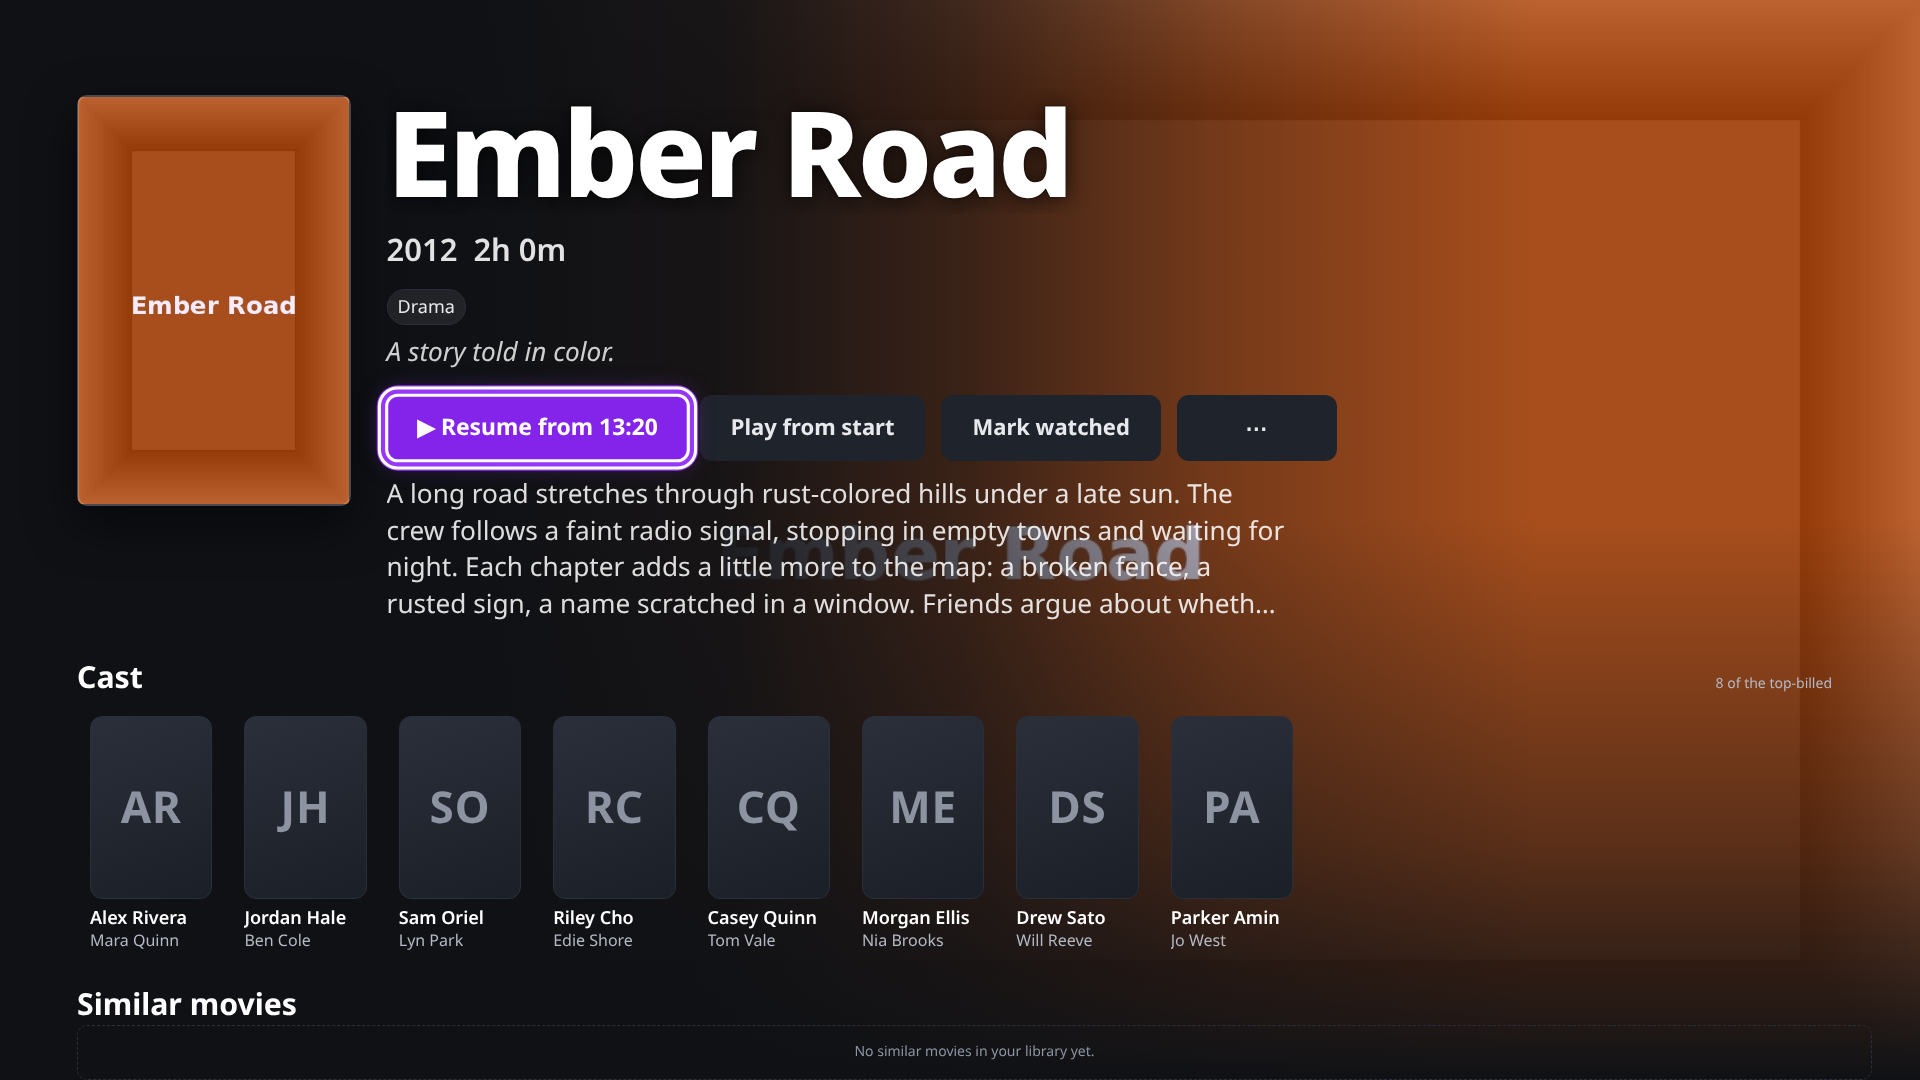 Ember Road
Ember Road
2012 2h 0m
Drama
A story told in color.
▶ Resume from 13:20
Play from start
Mark watched
...
A long road stretches through rust-colored hills under a late sun. The
crew follows a faint radio signal, stopping in empty towns and waiting for
night. Each chapter adds a little more to the map: a broken fence, a
rusted sign, a name scratched in a window. Friends argue about wheth...
Ember Road
Cast
8 of the top-billed
AR
JH
SO
RC
CQ
ME
DS
PA
Alex Rivera
Mara Quinn
Jordan Hale
Ben Cole
Sam Oriel
Lyn Park
Riley Cho
Edie Shore
Casey Quinn
Tom Vale
Morgan Ellis
Nia Brooks
Drew Sato
Will Reeve
Parker Amin
Jo West
Similar movies
No similar movies in your library yet.